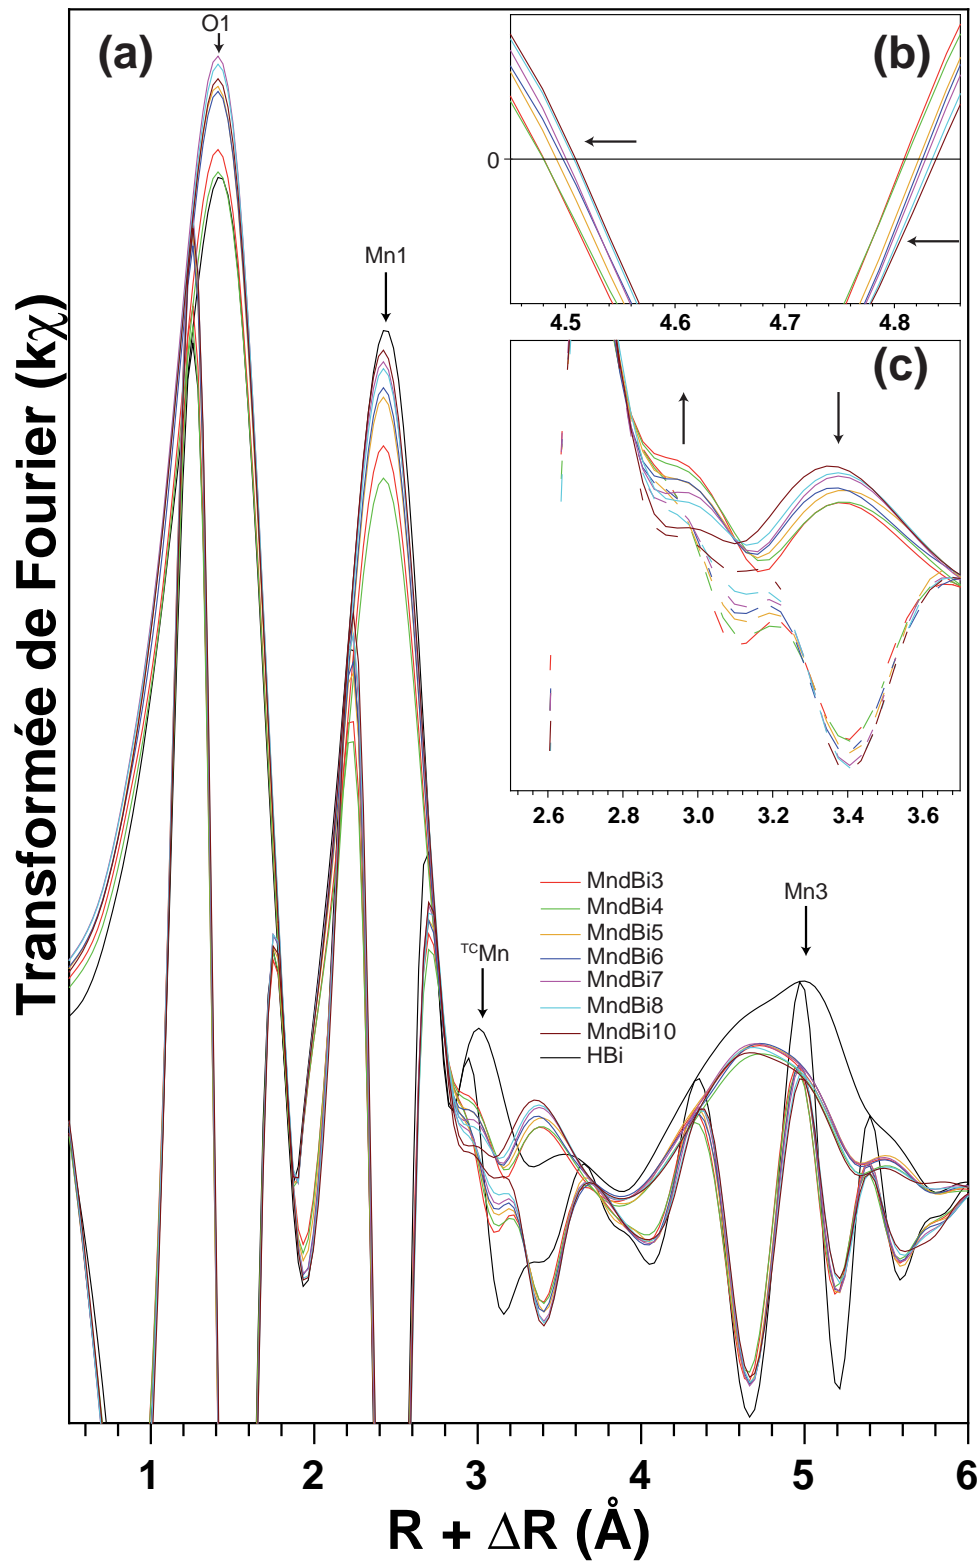 O1
(a)
(b)
0
4.5 4.6 4.7 4.8
Mn1
(c)
2.6 2.8 3.0 3.2 3.4 3.6
Transformée de Fourier (kχ)
MndBi3
MndBi4
MndBi5
MndBi6
MndBi7
MndBi8
MndBi10
HBi
Mn3
TCMn
1 2 3 4 5 6
R + ΔR (Å)